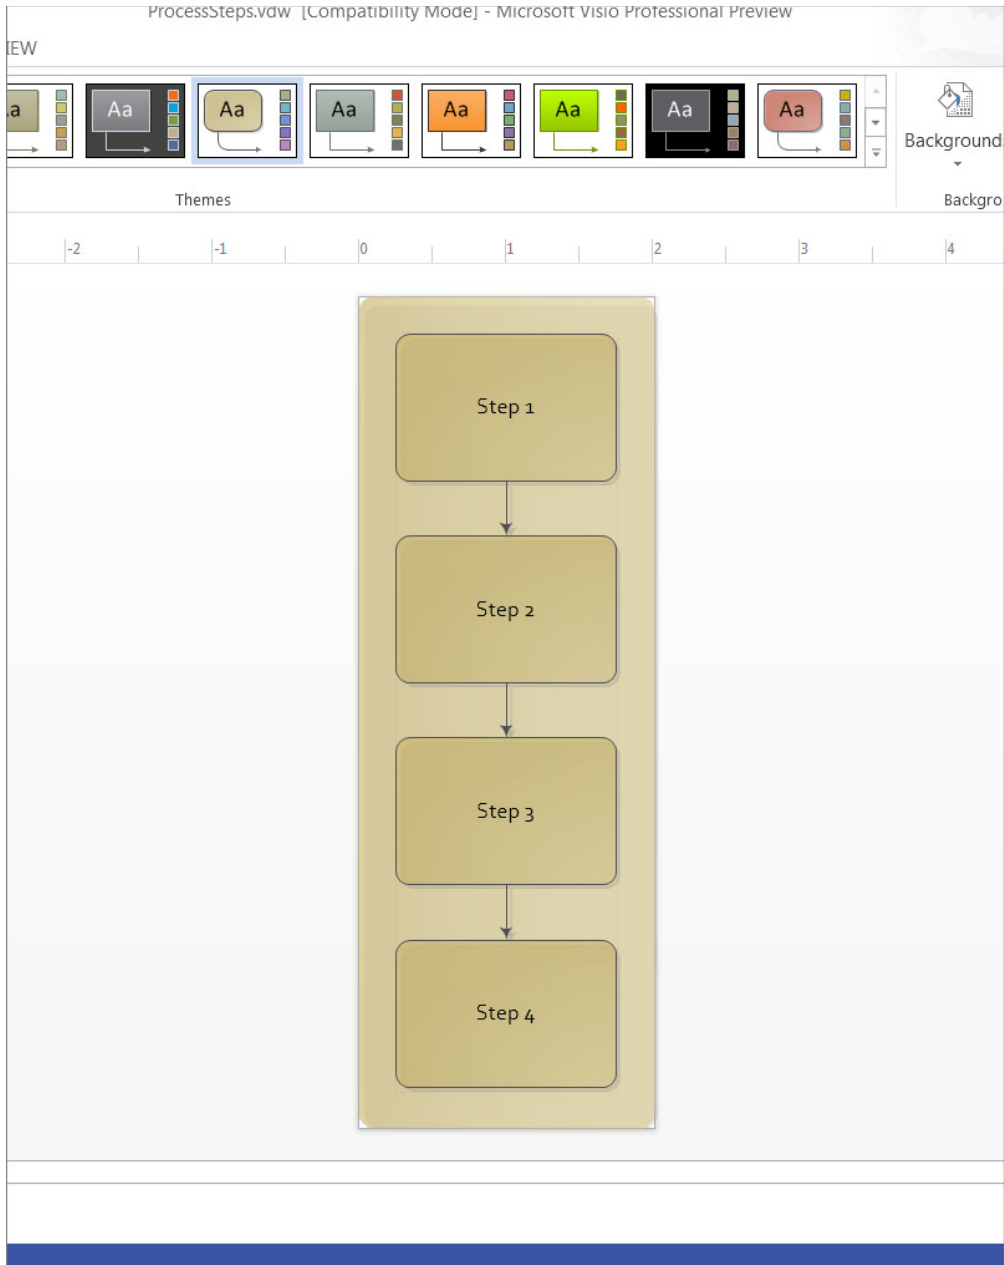 ProcessSteps.vdw [Compatibility Mode] - Microsoft Visio Professional Preview
IEW
a Aa Aa Aa Aa Aa Aa Aa
Background
Themes
Backgro
-2 -1 0 1 2 3 4
Step 1
Step 2
Step 3
Step 4